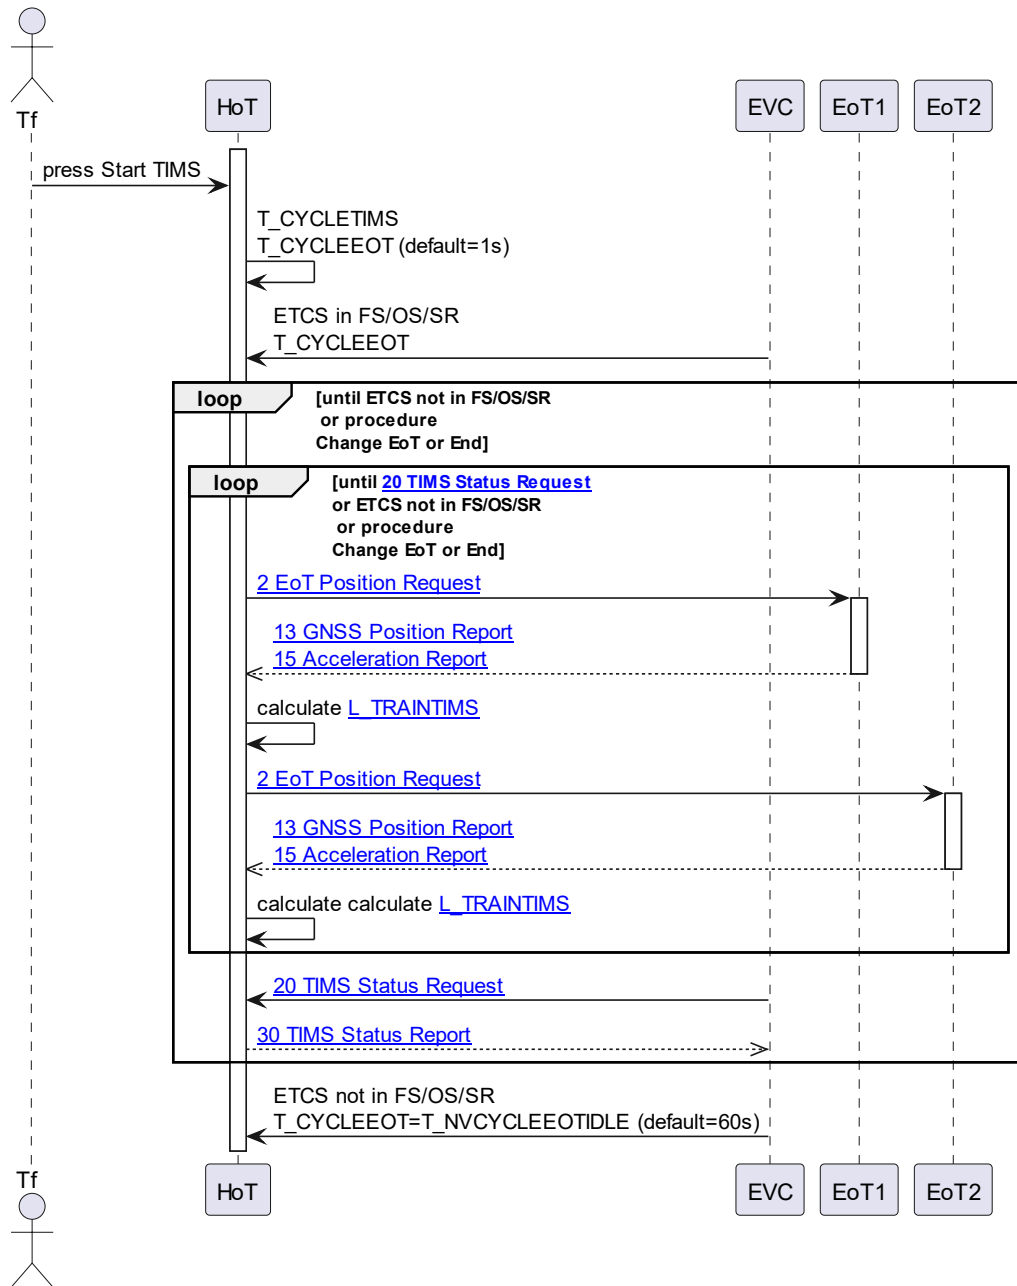 Tf
HoT
EVC
EoT1
EoT2
press Start TIMS
T_CYCLETIMS
T_CYCLEEOT (default=1s)
ETCS in FS/OS/SR
T_CYCLEEOT
loop
[until ETCS not in FS/OS/SR
or procedure
Change EoT or End]
loop
[until 20 TIMS Status Request
or ETCS not in FS/OS/SR
or procedure
Change EoT or End]
2 EoT Position Request
13 GNSS Position Report
15 Acceleration Report
calculate L_TRAINTIMS
2 EoT Position Request
13 GNSS Position Report
15 Acceleration Report
calculate calculate L_TRAINTIMS
20 TIMS Status Request
30 TIMS Status Report
ETCS not in FS/OS/SR
T_CYCLEEOT=T_NVCYCLEEOTIDLE (default=60s)
Tf
HoT
EVC
EoT1
EoT2